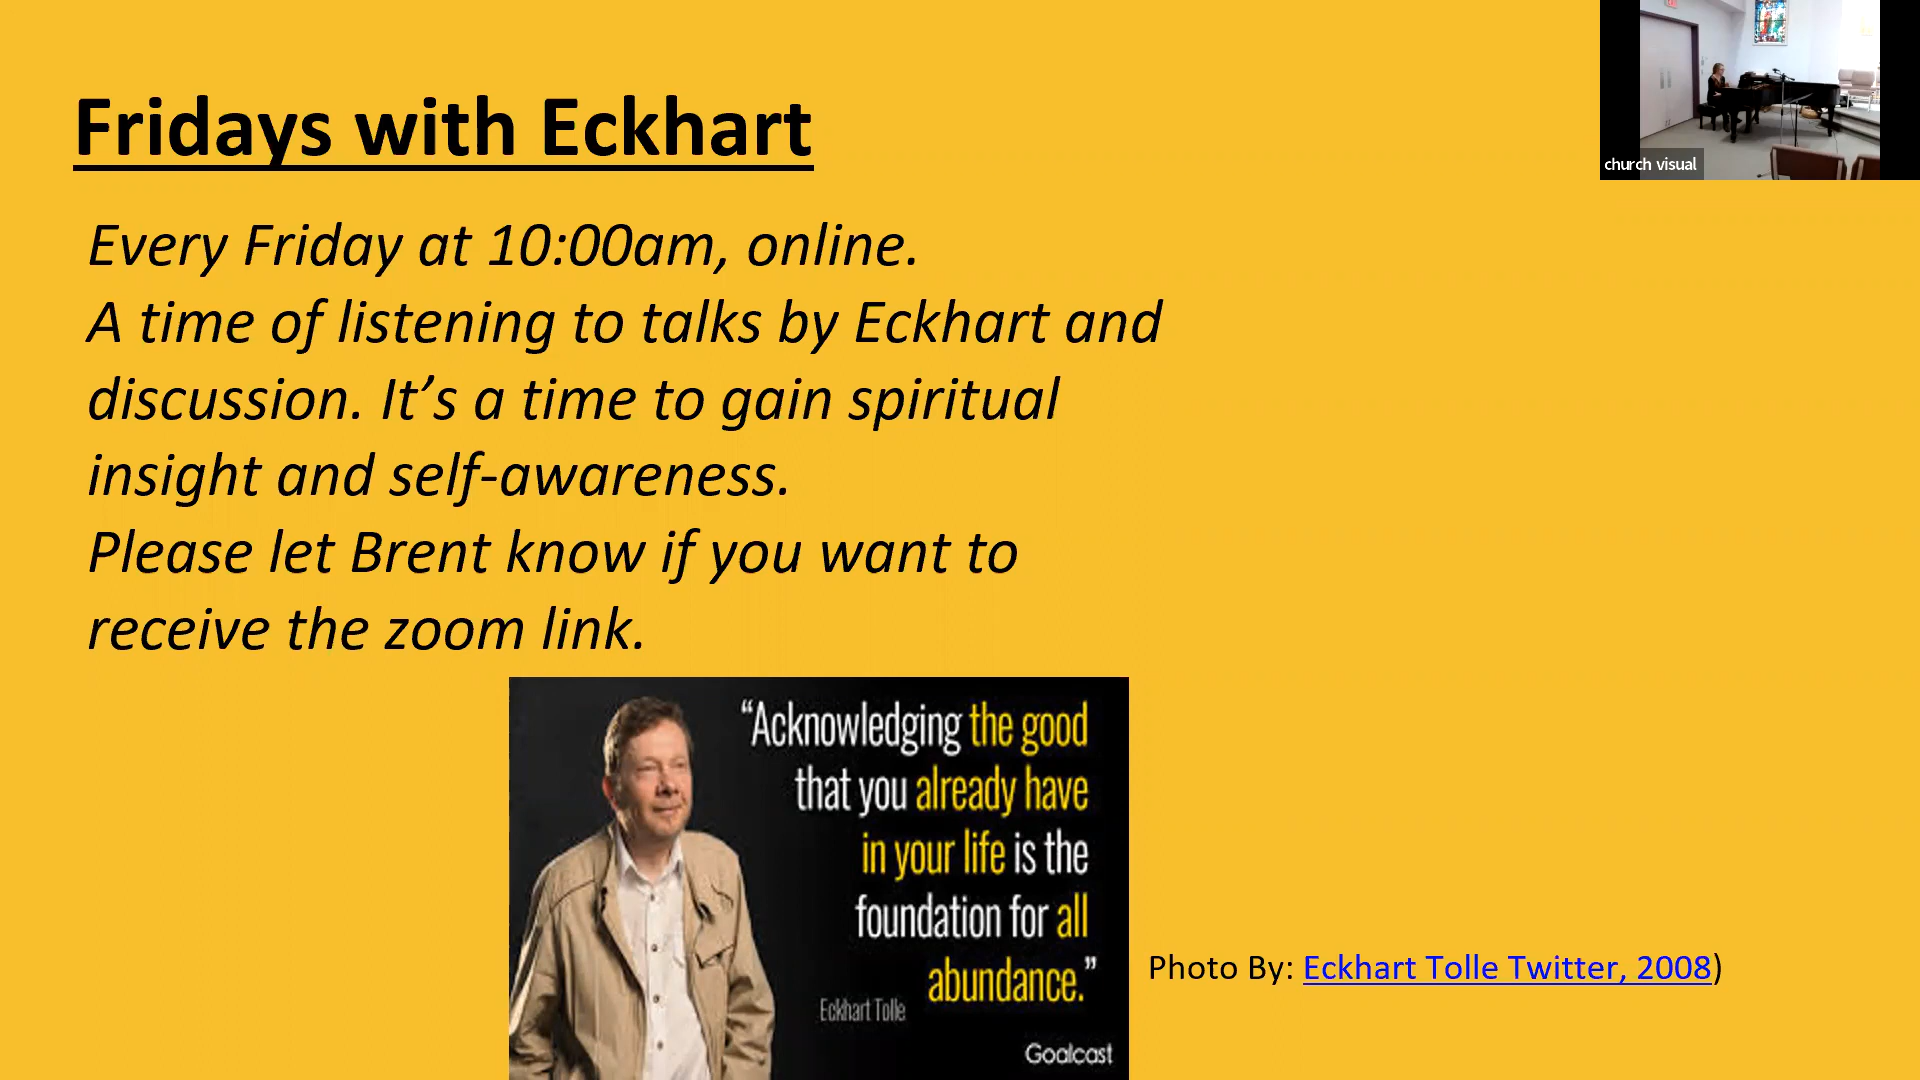 Fridays with Eckhart
Every Friday at 10:00am, online.
A time of listening to talks by Eckhart and
discussion. It’s a time to gain spiritual
insight and self-awareness.
Please let Brent know if you want to
receive the zoom link.
church visual
“Acknowledging the good
that you already have
in your life is the
foundation for all
abundance.”
Eckhart Tolle
Goalcast
Photo By: Eckhart Tolle Twitter, 2008)